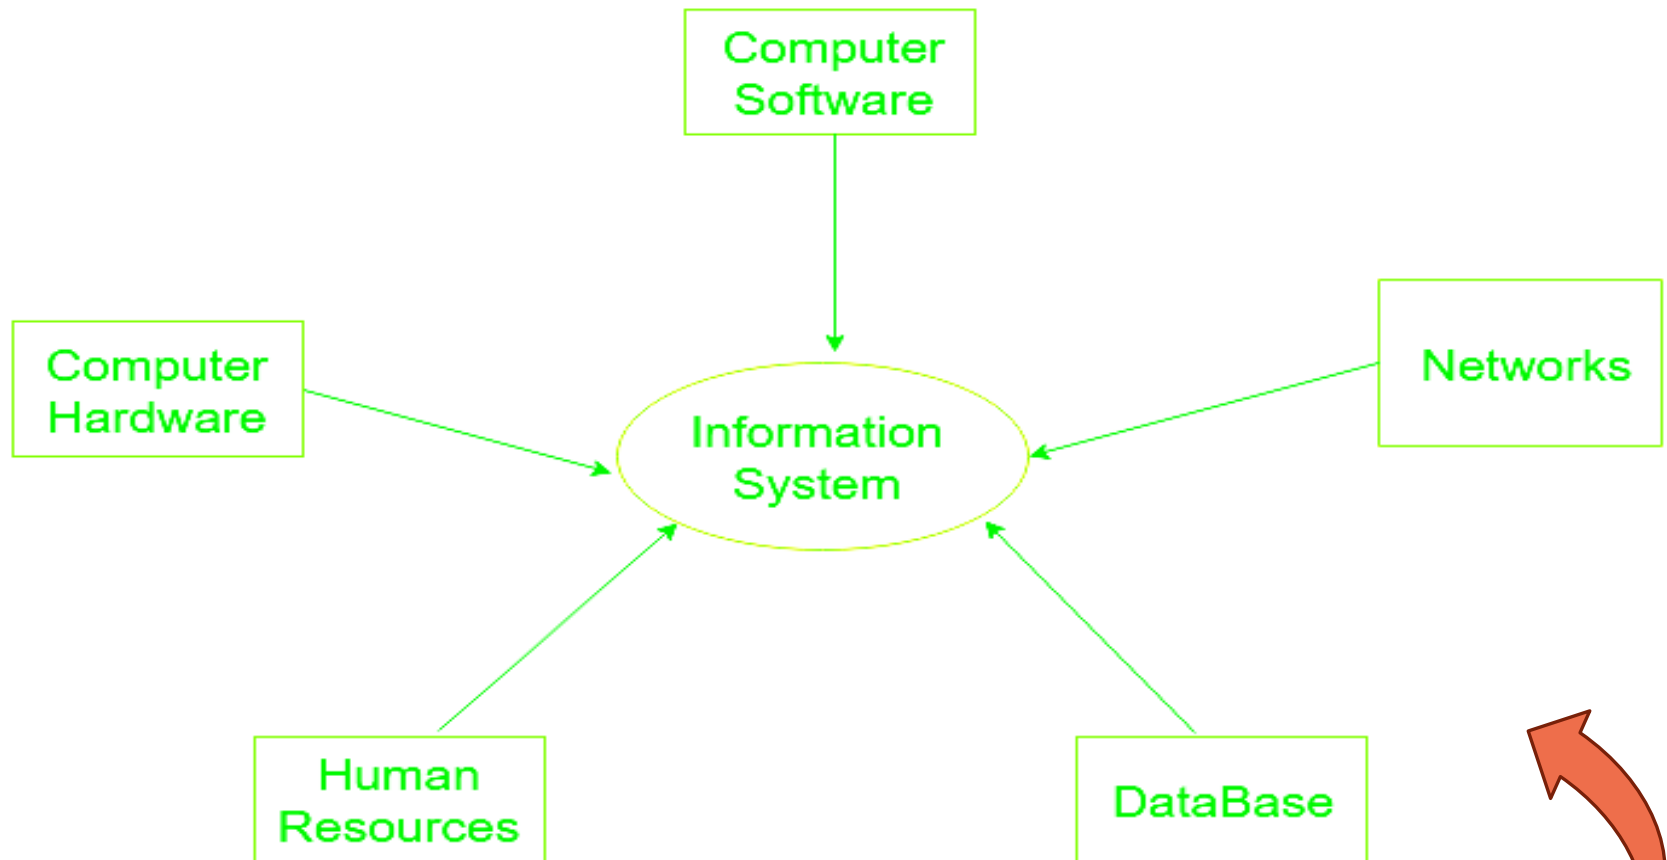 Computer
Software
Computer
Hardware
Networks
Information
System
Human
Resources
DataBase